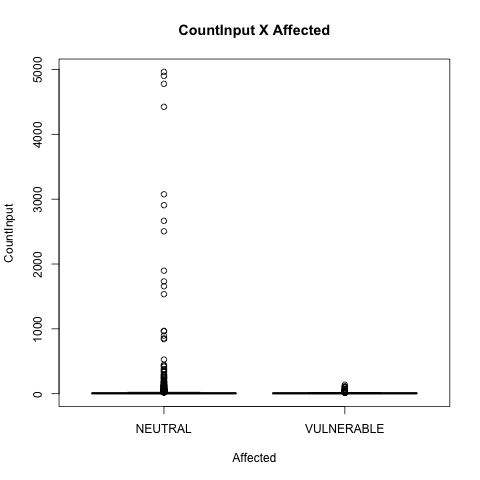 CountInput X Affected
CountInput
5000
4000
3000
2000
1000
0
NEUTRAL
VULNERABLE
Affected